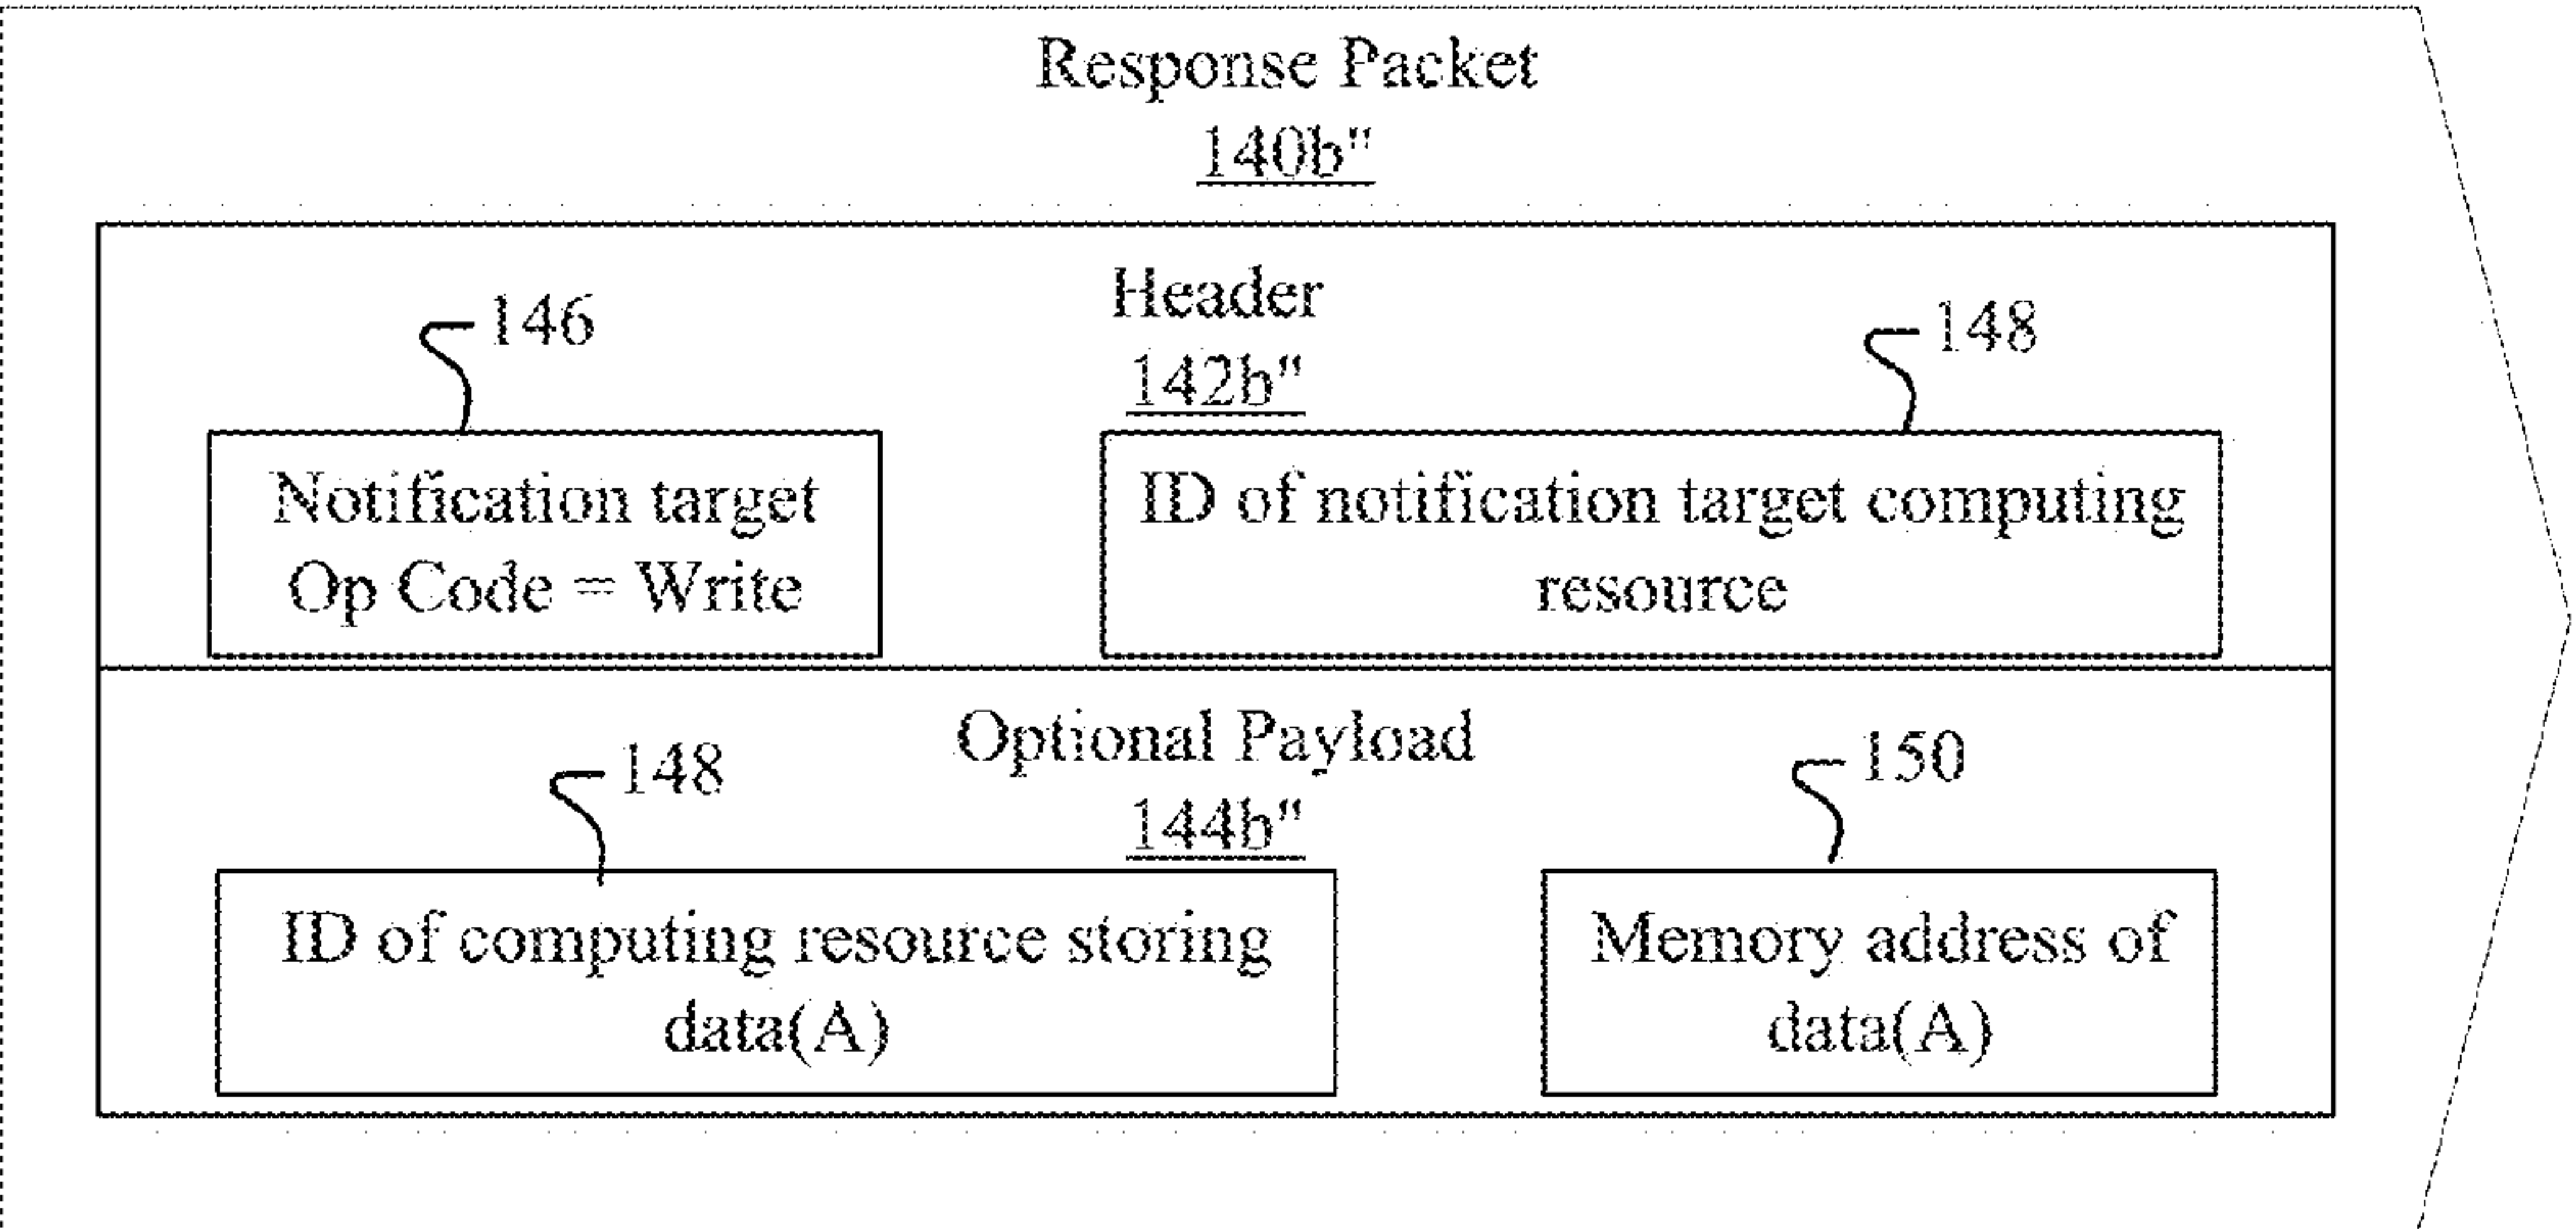 Response Packet
140b"
Header
142b"
146
148
Notification target
Op Code = Write
ID of notification target computing
resource
Optional Payload
144b"
148
150
ID of computing resource storing
data(A)
Memory address of
data(A)